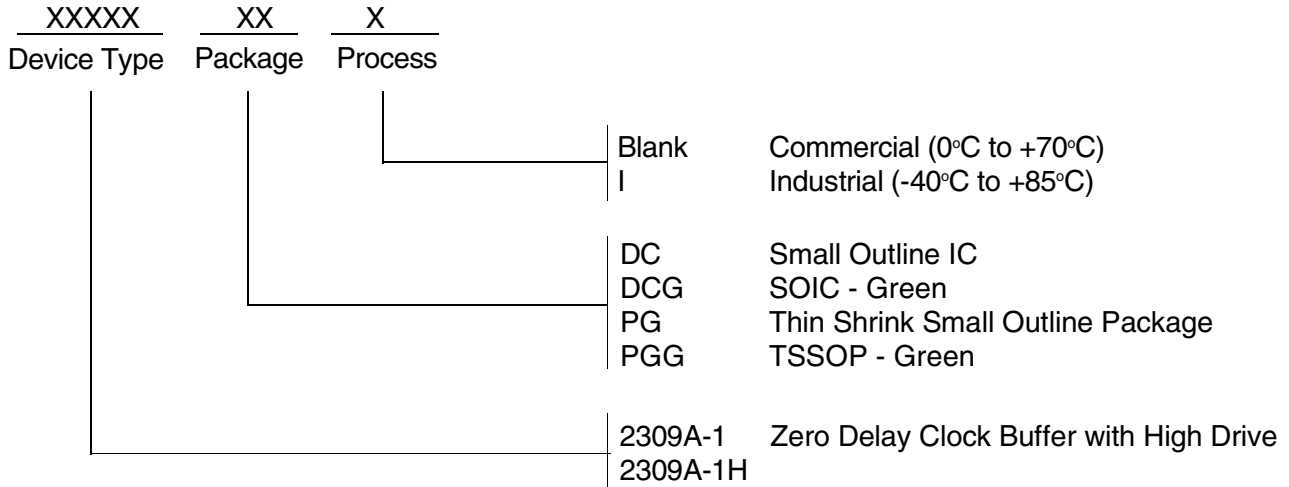 XXXXX XX X
Device Type Package Process
Blank Commercial (0°C to +70°C)
I Industrial (-40°C to +85°C)
DC Small Outline IC
DCG SOIC - Green
PG Thin Shrink Small Outline Package
PGG TSSOP - Green
2309A-1 Zero Delay Clock Buffer with High Drive
2309A-1H